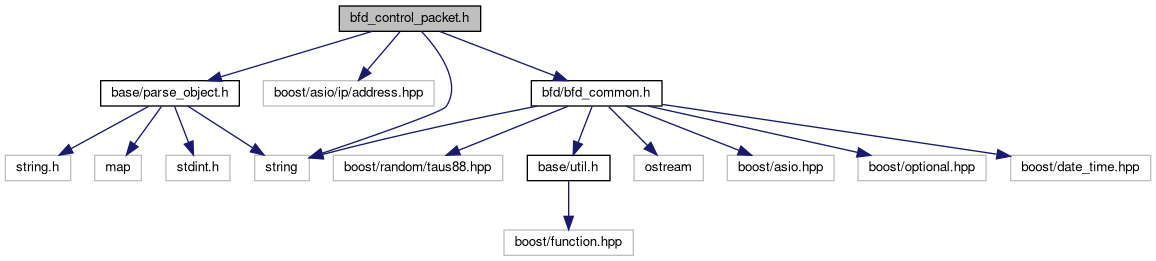 bfd_control_packet.h
base/parse_object.h
boost/asio/ip/address.hpp
bfd/bfd_common.h
string.h
map
stdint.h
string
boost/random/taus88.hpp
base/util.h
ostream
boost/asio.hpp
boost/optional.hpp
boost/date_time.hpp
boost/function.hpp